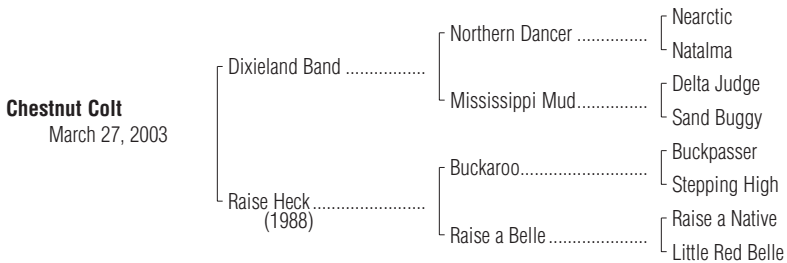 Nearctic
Northern Dancer ...............
Natalma
Dixieland Band .................
Delta Judge
Mississippi Mud...............
Sand Buggy
Chestnut Colt
March 27, 2003
Buckpasser
Buckaroo...........................
Stepping High
Raise Heck........................
(1988)
Raise a Native
Raise a Belle .....................
Little Red Belle